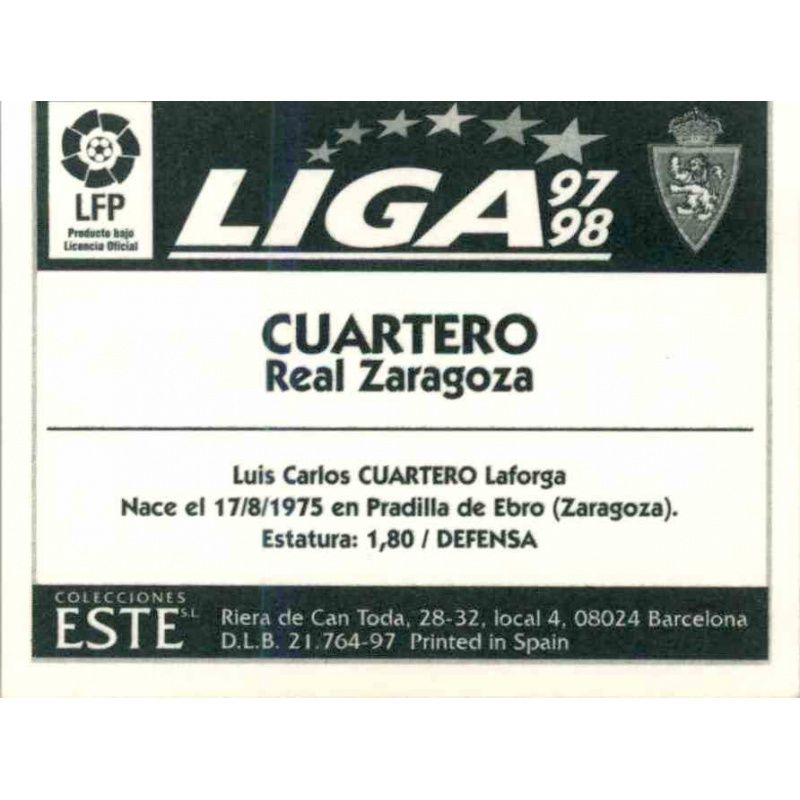 LFP
Producto bajo
Licencia Oficial
LIGA 97 98
CUARTERO
Real Zaragoza
Luis Carlos CUARTERO Laforga
Nace el 17/8/1975 en Pradilla de Ebro (Zaragoza).
Estatura: 1,80 / DEFENSA
COLECCIONES
ESTE S.L.
Riera de Can Toda, 28-32, local 4, 08024 Barcelona
D.L.B. 21.764-97 Printed in Spain